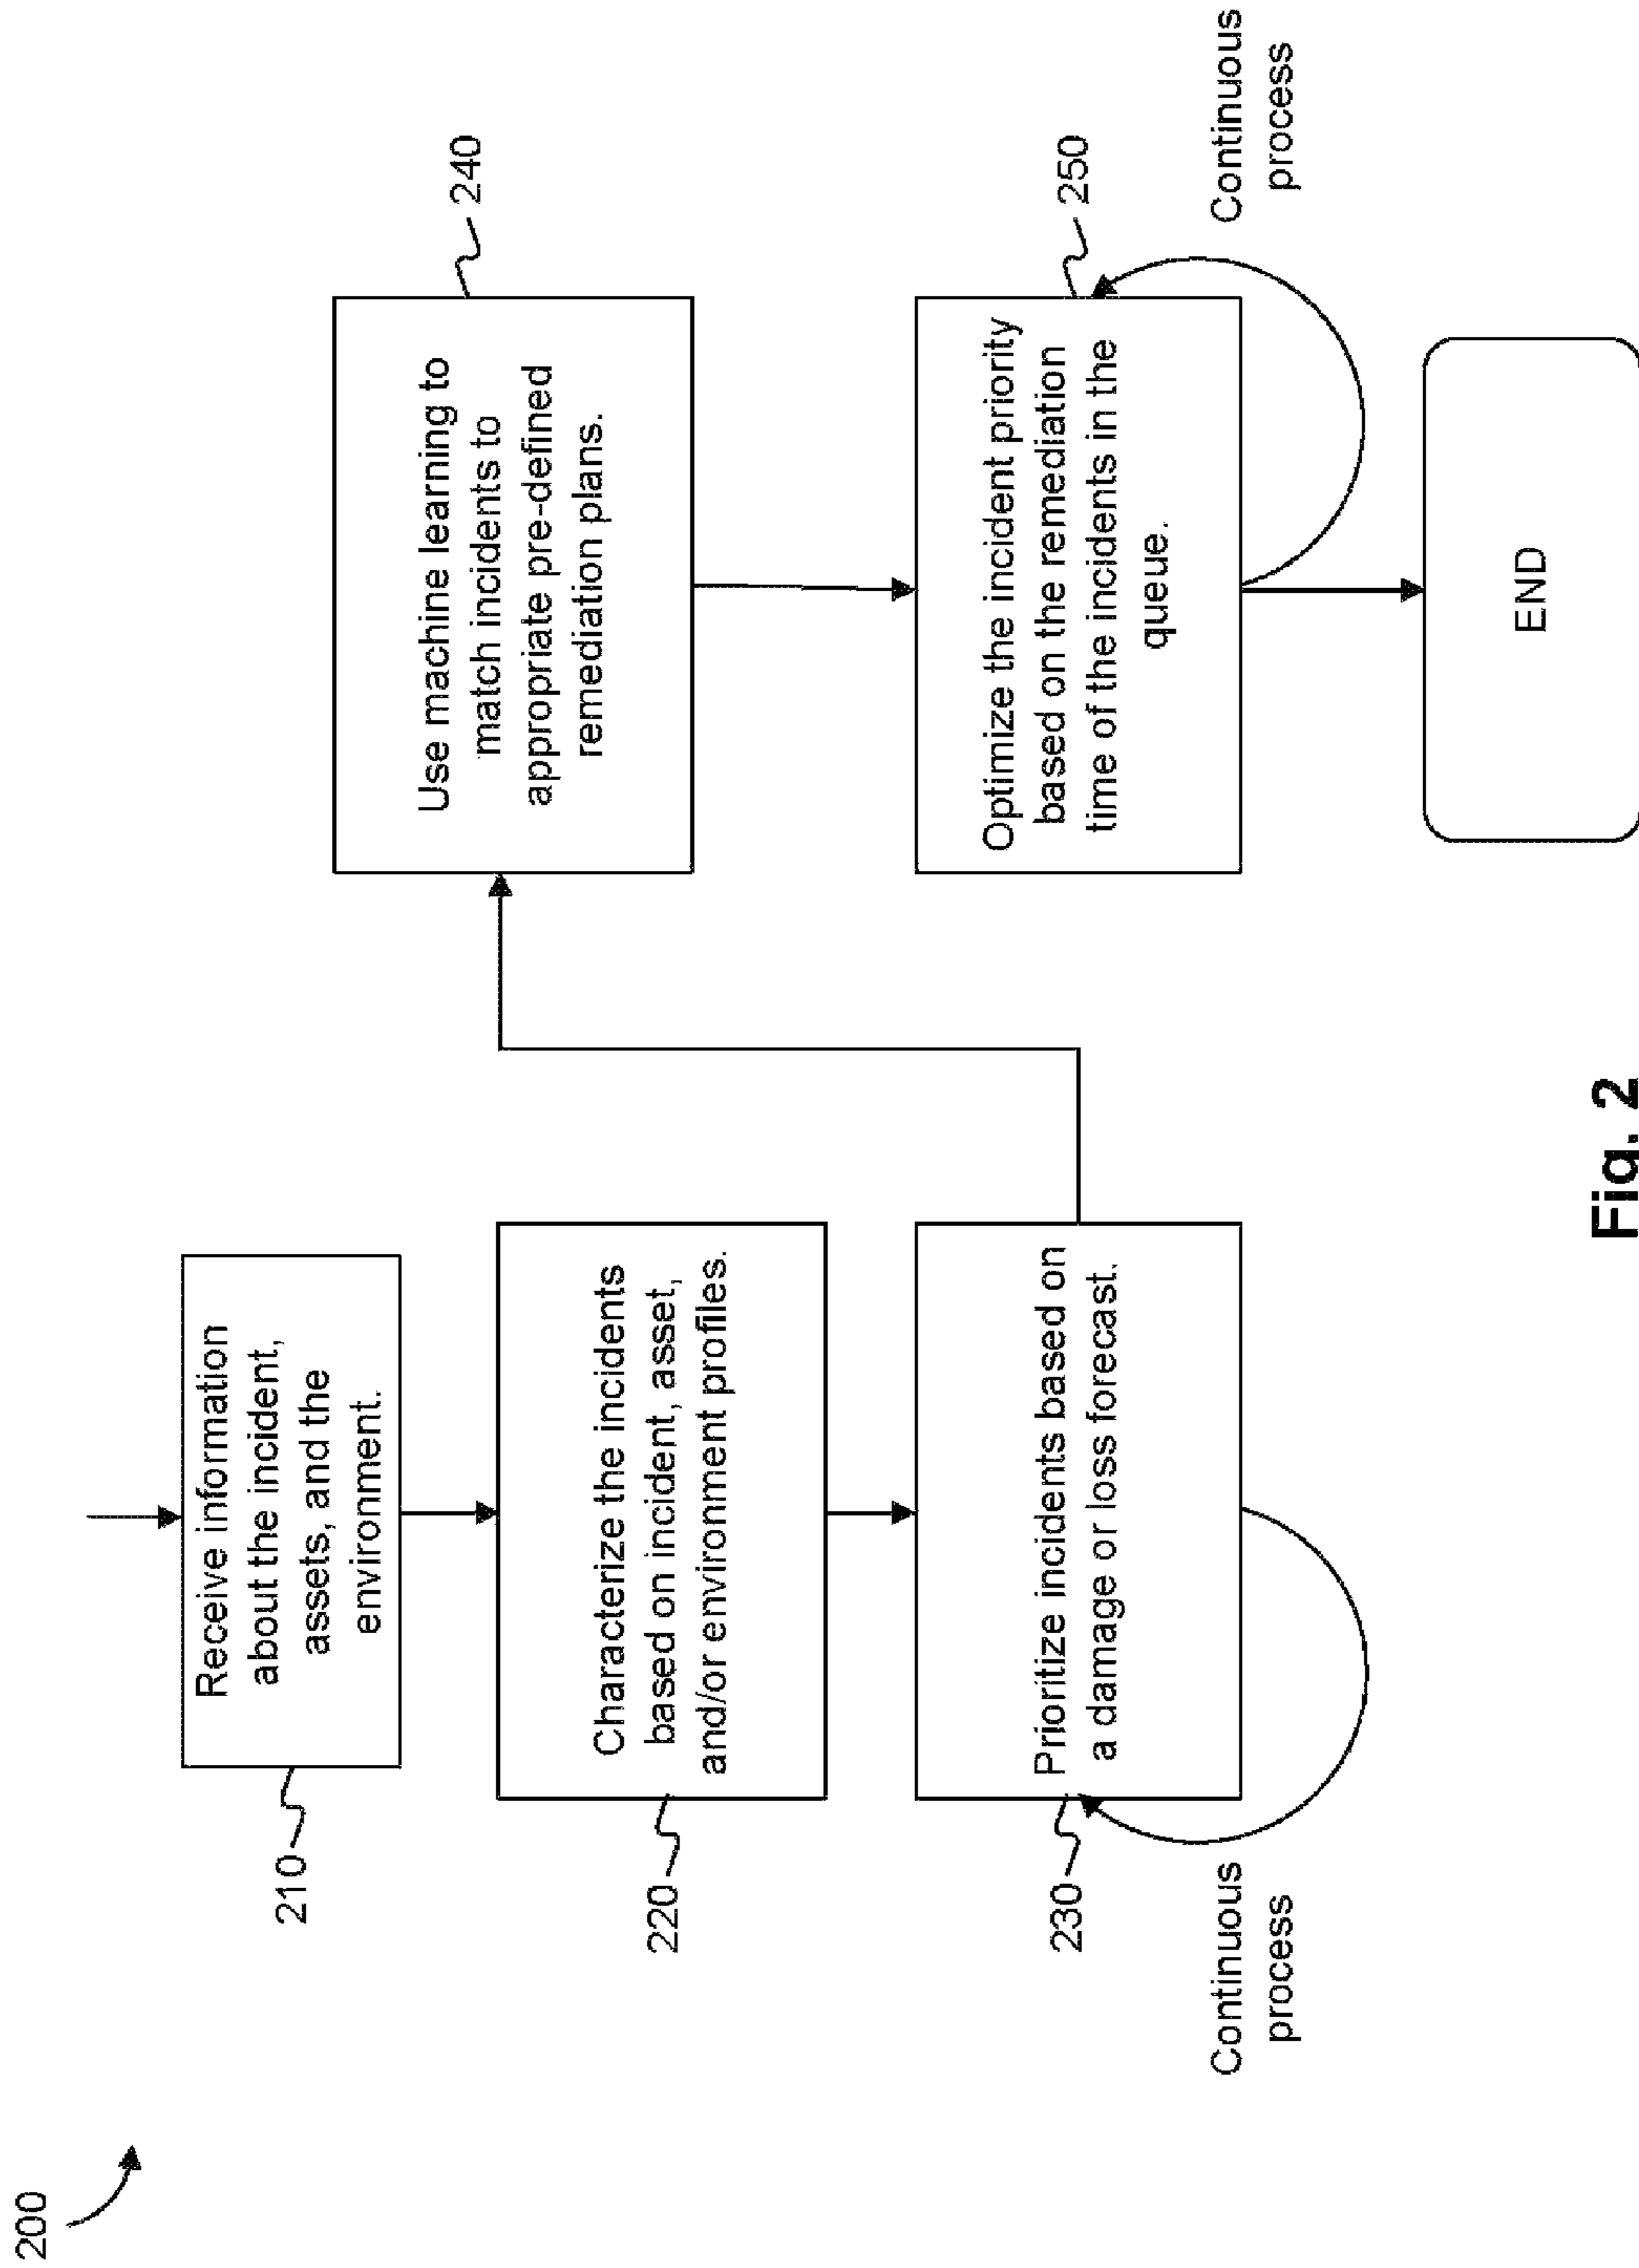 200
Receive information
about the incident,
assets, and the
environment.
210
Characterize the incidents
based on incident, asset,
and/or environment profiles.
220
Prioritize incidents based on
a damage or loss forecast.
230
Continuous
process
Use machine learning to
match incidents to
appropriate pre-defined
remediation plans.
240
Optimize the incident priority
based on the remediation
time of the incidents in the
queue.
250
Continuous
process
END
Fig. 2